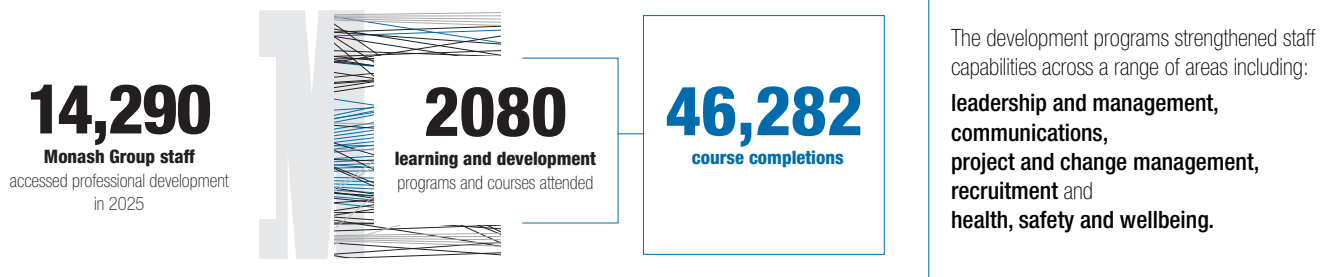 14,290
Monash Group staff
accessed professional development
in 2025
2080
learning and development
programs and courses attended
46,282
course completions
The development programs strengthened staff
capabilities across a range of areas including:
leadership and management,
communications,
project and change management,
recruitment and
health, safety and wellbeing.